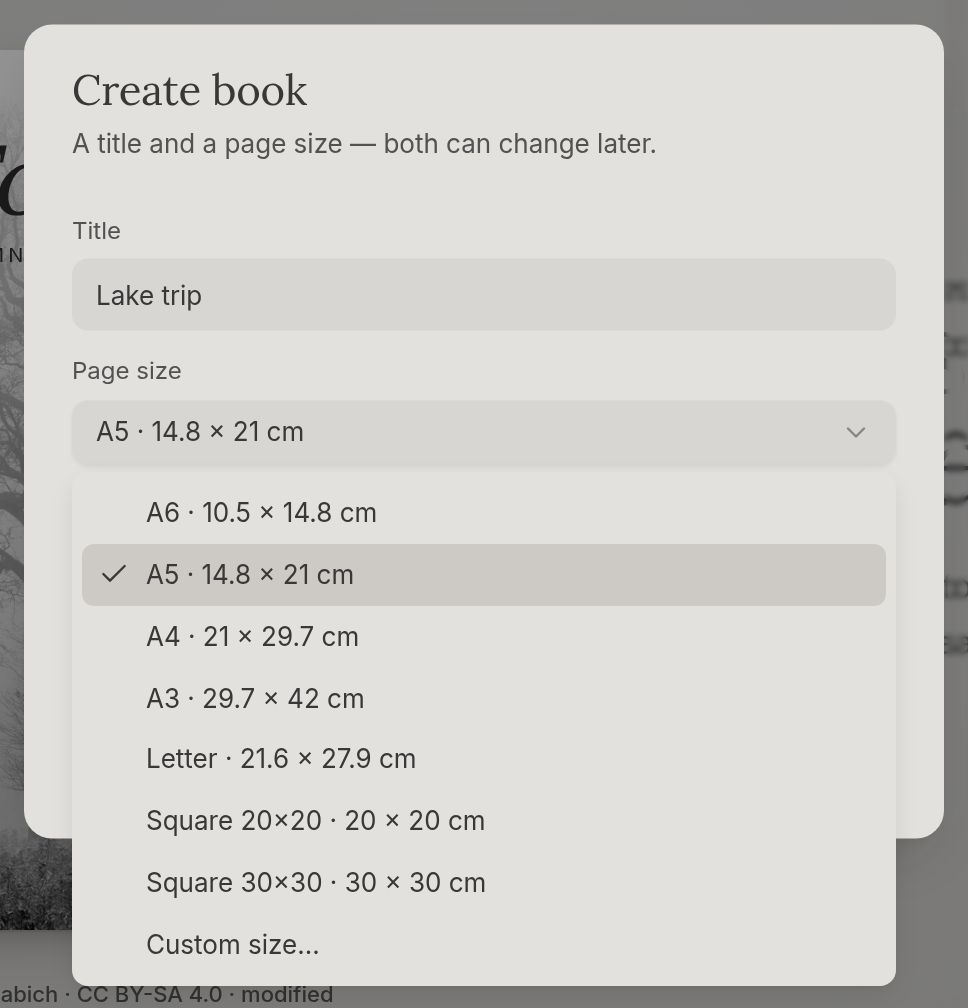 Create book
A title and a page size — both can change later.
Title
Lake trip
Page size
A5 · 14.8 × 21 cm
A6 · 10.5 × 14.8 cm
A5 · 14.8 × 21 cm
A4 · 21 × 29.7 cm
A3 · 29.7 × 42 cm
Letter · 21.6 × 27.9 cm
Square 20×20 · 20 × 20 cm
Square 30×30 · 30 × 30 cm
Custom size...
CC BY-SA 4.0 · modified